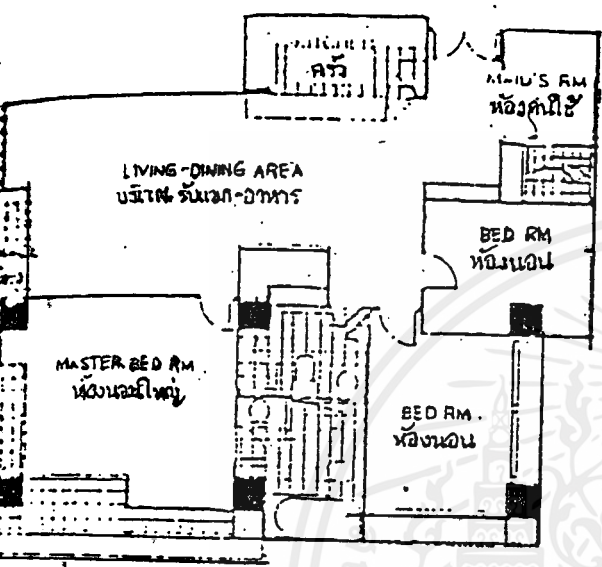 ครัว
MAID'S RM
ห้องคนใช้
LIVING-DINING AREA
บริเวณ รับแขก-อาหาร
BED RM
ห้องนอน
MASTER BED RM
ห้องนอนใหญ่
BED RM.
ห้องนอน